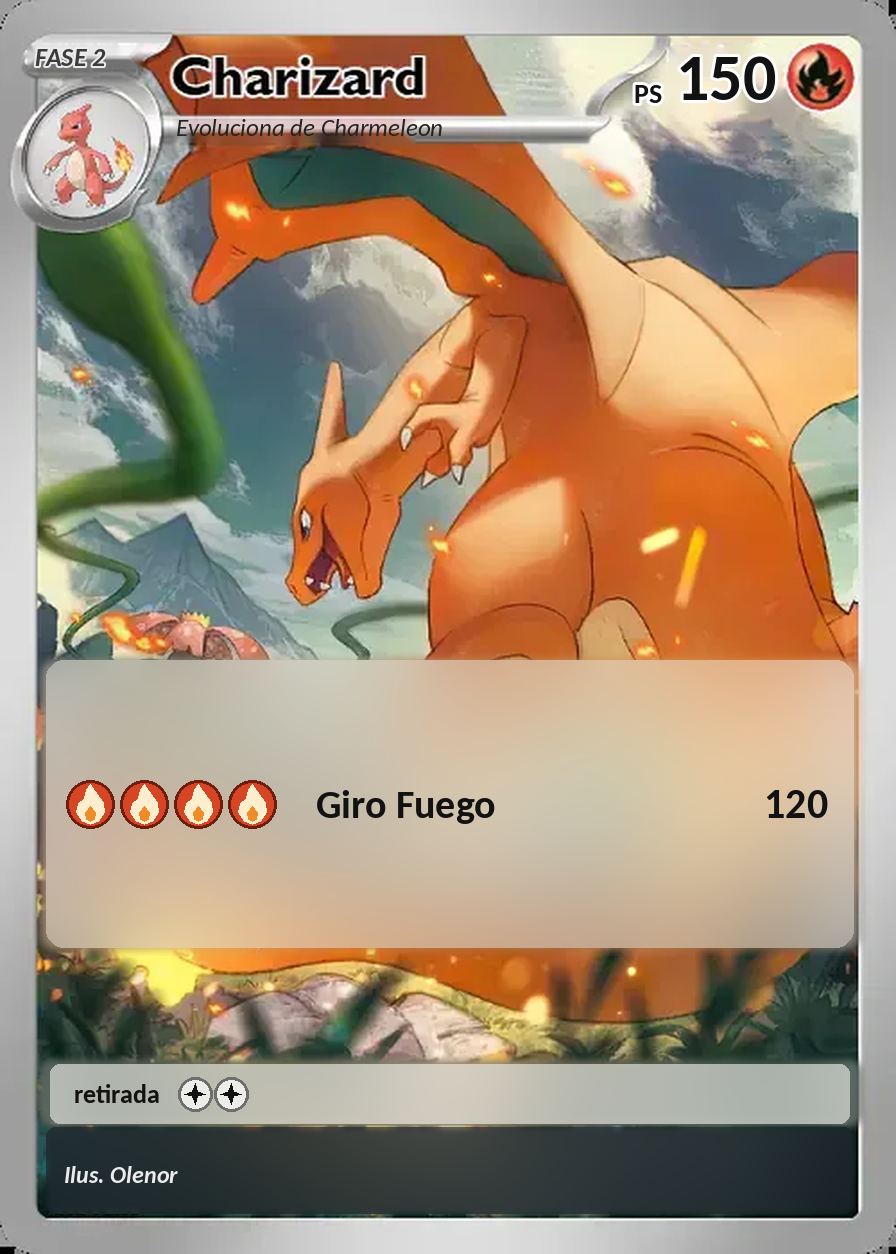 FASE 2
Charizard
PS 150
Evoluciona de Charmeleon
Giro Fuego 120
retirada
Ilus. Olenor